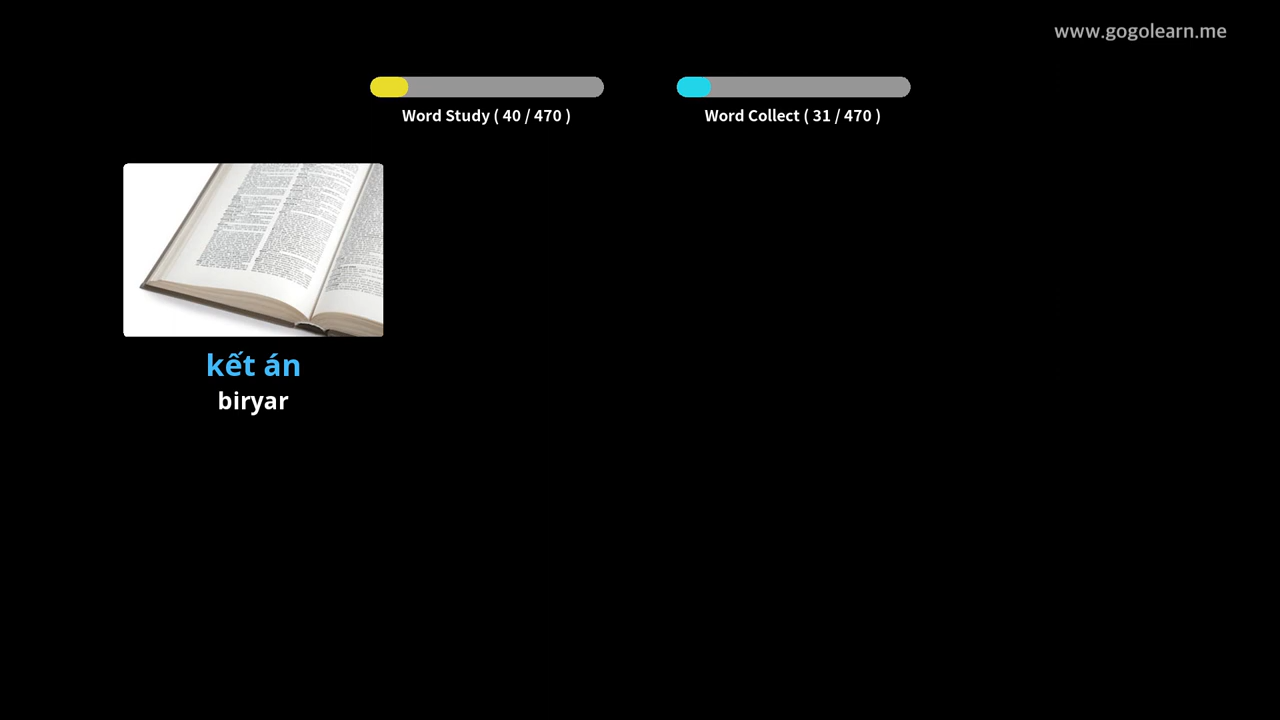 www.gogolearn.me
Word Study ( 40 / 470 )
Word Collect ( 31 / 470 )
kết án
biryar